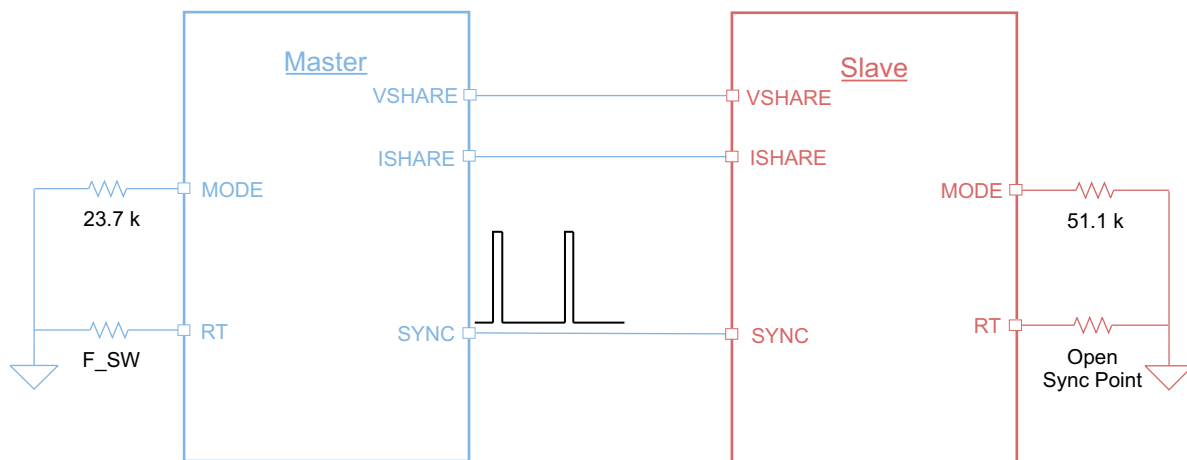 Master
Slave
VSHARE
VSHARE
ISHARE
ISHARE
MODE
MODE
23.7 k
51.1 k
RT
SYNC
SYNC
RT
F_SW
Open
Sync Point